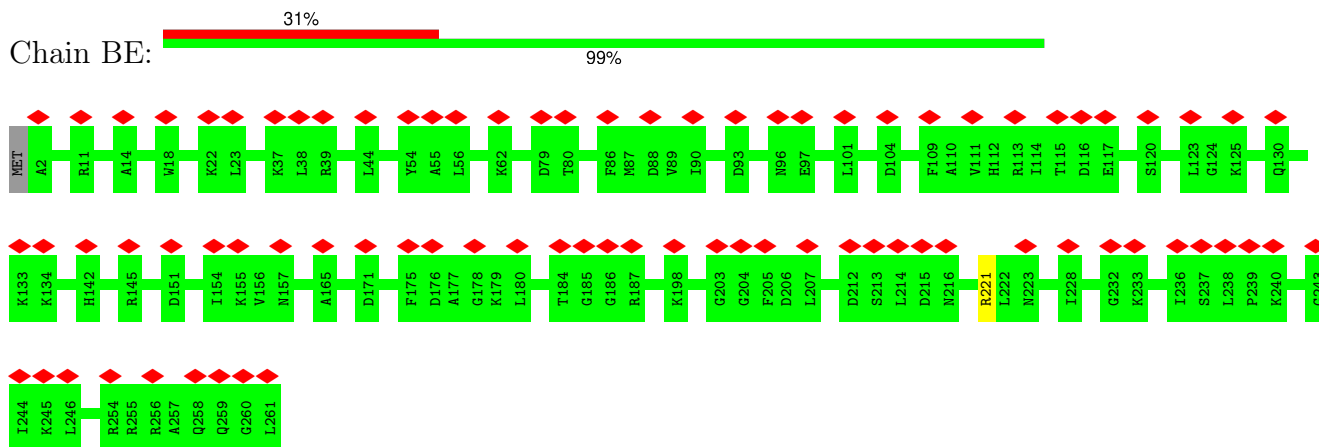 31%
Chain BE:
99%
MET A2 R11 A14 W18 K22 L23 K37 L38 R39 L44 Y54 A55 L56 K62 D79 T80 F86 M87 D88 V89 I90 D93 N96 E97 L101 D104 F109 A110 V111 H112 R113 I114 T115 D116 E117 S120 L123 G124 K125 Q130
K133 K134 H142 R145 D151 I154 K155 V156 N157 A165 D171 F175 D176 A177 G178 K179 L180 T184 G185 G186 R187 K198 G203 G204 F205 D206 L207 D212 S213 L214 D215 N216 R221 L222 N223 I228 G232 K233 I236 S237 L238 P239 K240
I244 K245 L246 R254 R255 R256 A257 Q258 Q259 G260 L261